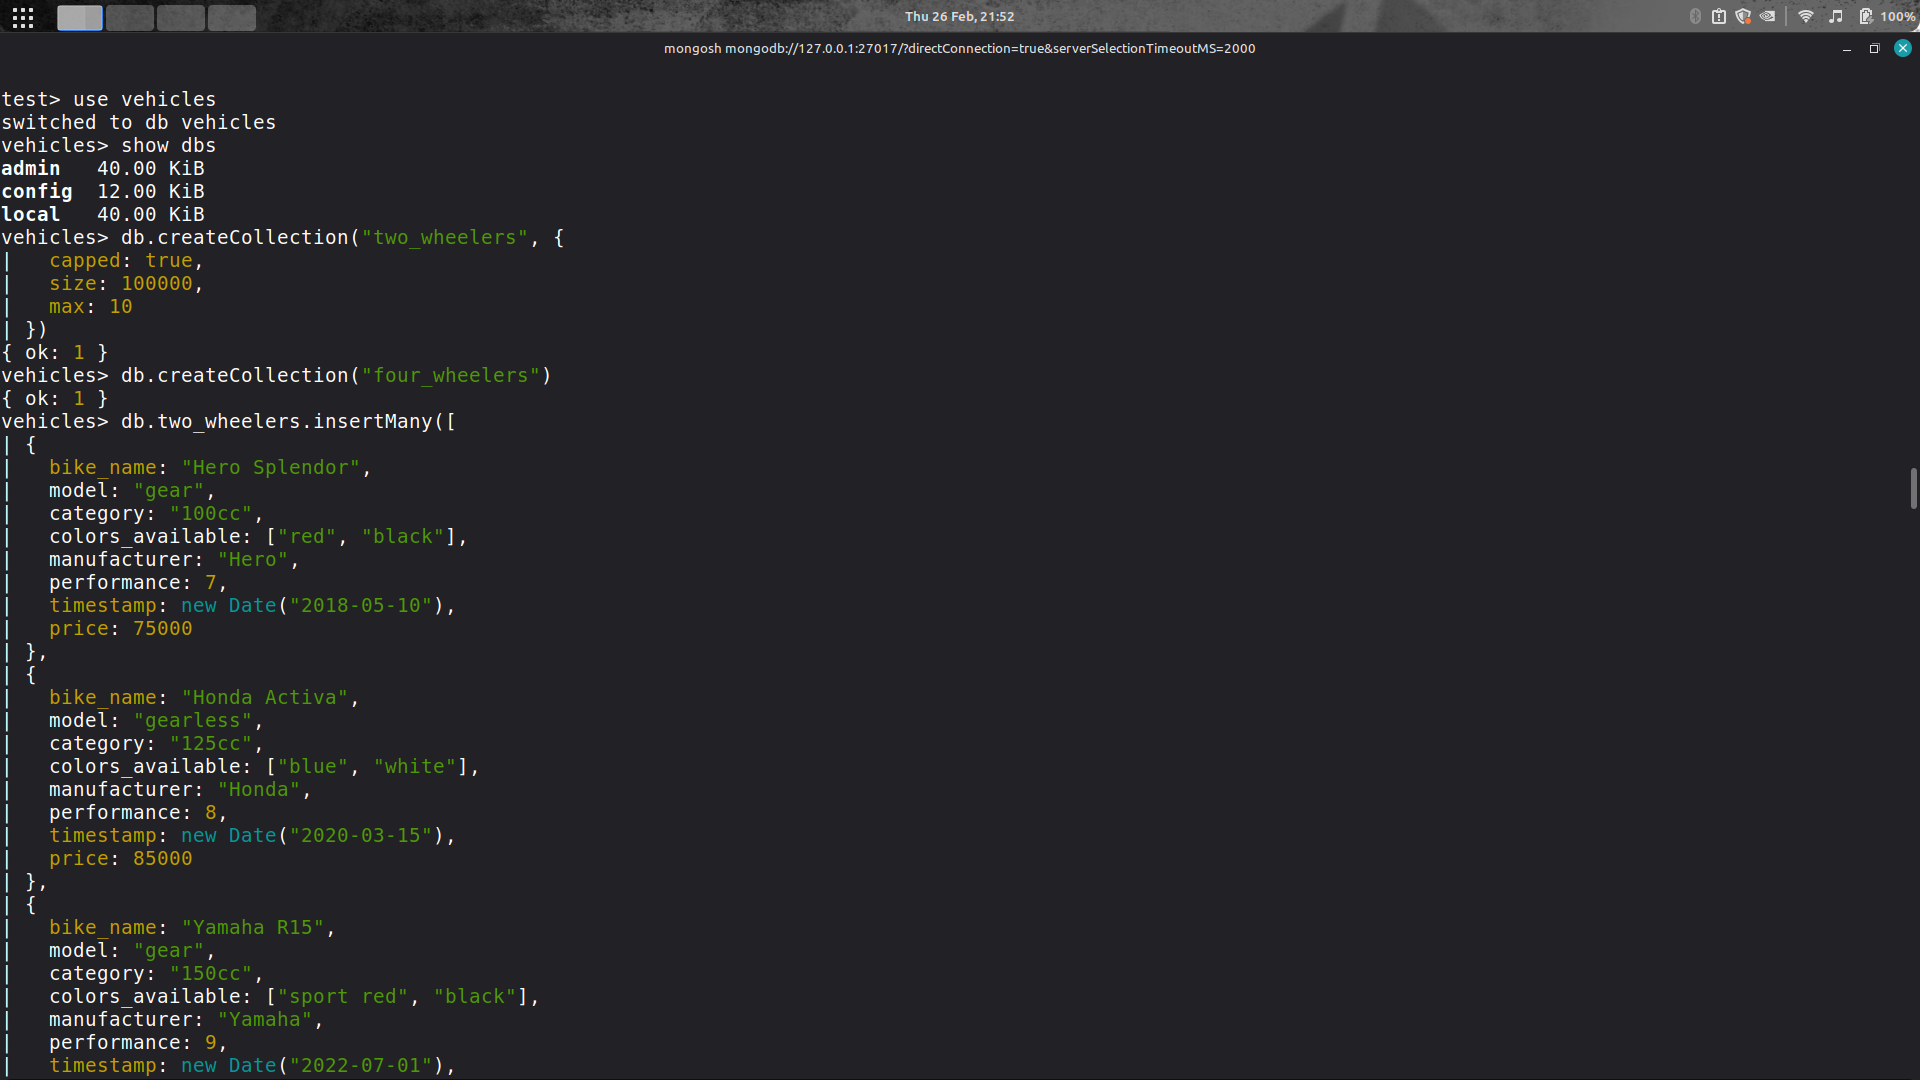 Thu 26 Feb, 21:52
100%
mongosh mongodb://127.0.0.1:27017/?directConnection=true&serverSelectionTimeoutMS=2000
test> use vehicles
switched to db vehicles
vehicles> show dbs
admin   40.00 KiB
config  12.00 KiB
local   40.00 KiB
vehicles> db.createCollection("two_wheelers", {
|   capped: true,
|   size: 100000,
|   max: 10
| })
{ ok: 1 }
vehicles> db.createCollection("four_wheelers")
{ ok: 1 }
vehicles> db.two_wheelers.insertMany([
| {
|   bike_name: "Hero Splendor",
|   model: "gear",
|   category: "100cc",
|   colors_available: ["red", "black"],
|   manufacturer: "Hero",
|   performance: 7,
|   timestamp: new Date("2018-05-10"),
|   price: 75000
| },
| {
|   bike_name: "Honda Activa",
|   model: "gearless",
|   category: "125cc",
|   colors_available: ["blue", "white"],
|   manufacturer: "Honda",
|   performance: 8,
|   timestamp: new Date("2020-03-15"),
|   price: 85000
| },
| {
|   bike_name: "Yamaha R15",
|   model: "gear",
|   category: "150cc",
|   colors_available: ["sport red", "black"],
|   manufacturer: "Yamaha",
|   performance: 9,
|   timestamp: new Date("2022-07-01"),